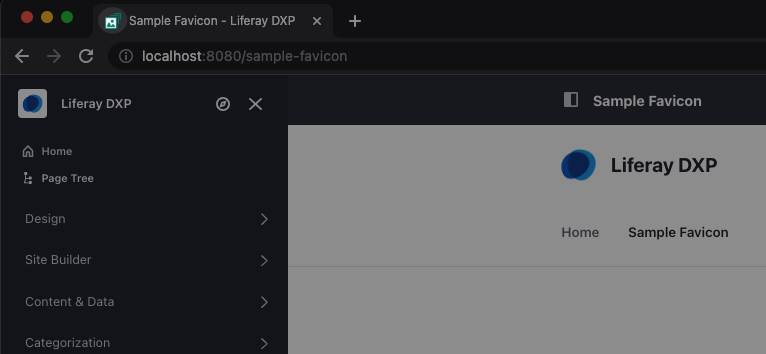 Sample Favicon - Liferay DXP
localhost:8080/sample-favicon
Liferay DXP
Sample Favicon
Home
Page Tree
Liferay DXP
Design
Home Sample Favicon
Site Builder
Content & Data
Categorization